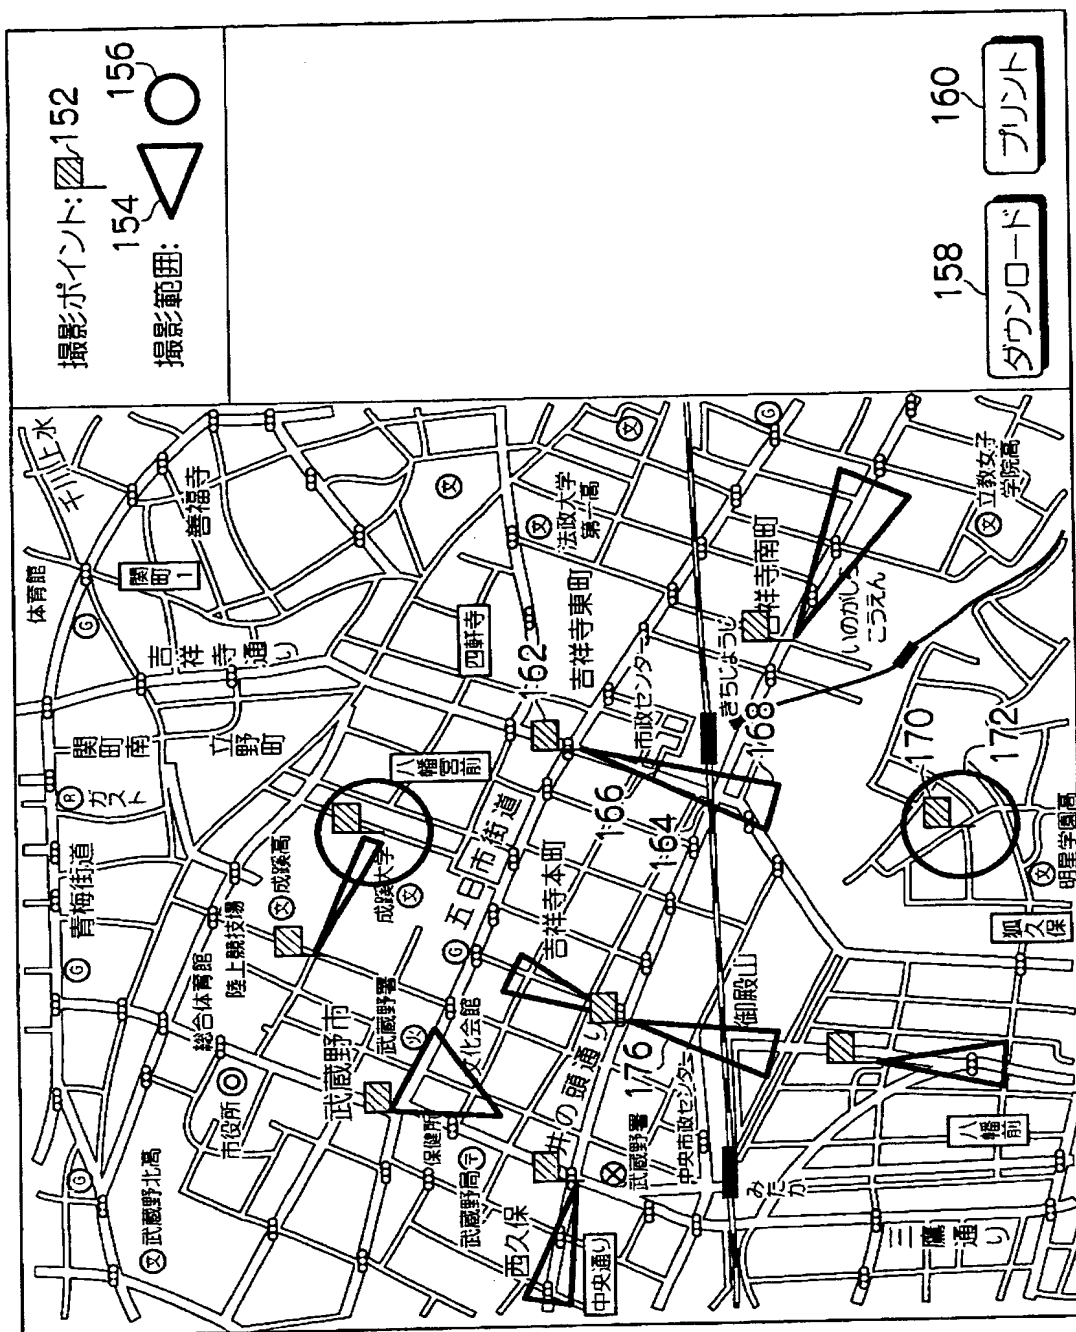 撮影ポイント:
152
撮影範囲:
154
156
ダウンロード
158
プリント
160
千川上水
体育館
善福寺
関町1
G
吉祥寺通り
関町南
立野町
R
ガスト
青梅街道
G
四軒寺
文
文
文
法政大学
第一高
G
文
立教女子
学院高
162
吉祥寺東町
市政センター
吉祥寺南町
きちじょうじ
いのがしら
こうえん
八幡宮前
文
成蹊高
成蹊大学
文
陸上競技場
総合体育館
五日市街道
G
吉祥寺本町
166
164
168
170
172
市役所
武蔵野市
武蔵野署
火
文化会館
井の頭通り
176
御殿山
明星学園高
文
狐久保
G
文
武蔵野北高
保健所
武蔵野局
〒
西久保
中央通り
武蔵野署
中央市政センター
みたか
八幡前
三鷹通り